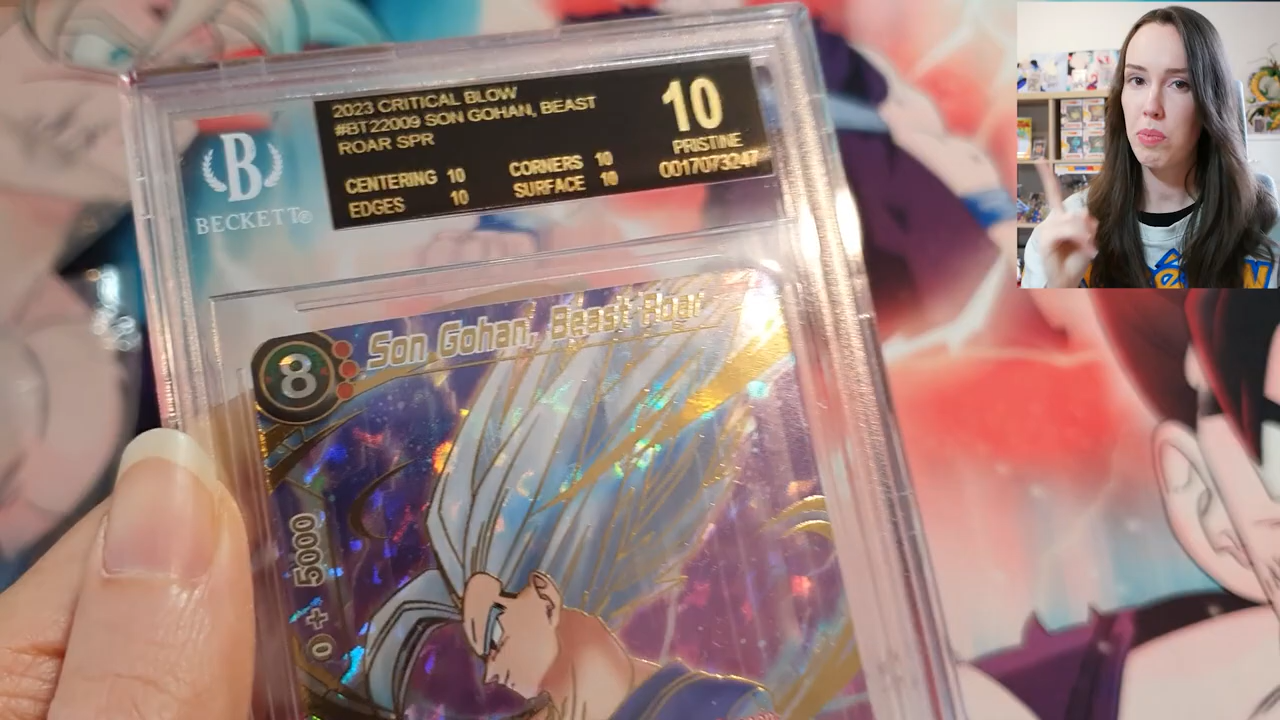 2023 CRITICAL BLOW
#BT22009 SON GOHAN, BEAST
ROAR SPR
CENTERING 10
CORNERS 10
EDGES 10
SURFACE 10
10
PRISTINE
0017073247
B
BECKETT®
8
Son Gohan, Beast Roar
0 + 5000